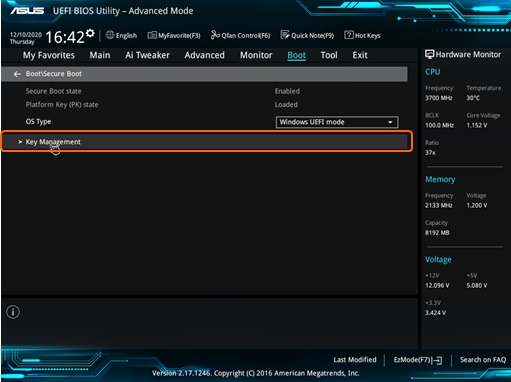 ASUS UEFI BIOS Utility – Advanced Mode
12/10/2020 Thursday 16:42 English MyFavorite(F3) Qfan Control(F6) Quick Note(F9) Hot Keys
My Favorites Main Ai Tweaker Advanced Monitor Boot Tool Exit
Hardware Monitor
← Boot\Secure Boot
Secure Boot state Enabled
Platform Key (PK) state Loaded
OS Type Windows UEFI mode
> Key Management
CPU
Frequency Temperature
3700 MHz 30°C
BCLK Core Voltage
100.0 MHz 1.152 V
Ratio
37x
Memory
Frequency Voltage
2133 MHz 1.200 V
Capacity
8192 MB
Voltage
+12V +5V
12.096 V 5.080 V
+3.3V
3.424 V
Last Modified EzMode(F7) Search on FAQ
Version 2.17.1246. Copyright (C) 2016 American Megatrends, Inc.